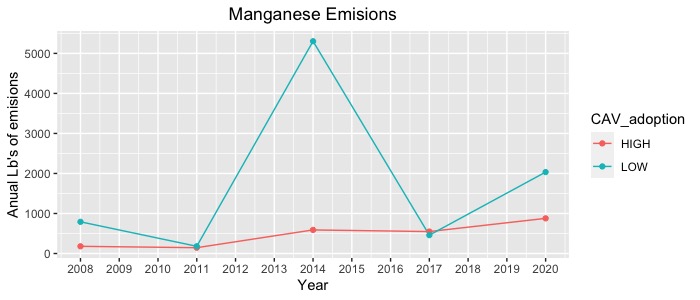 Manganese Emisions
Anual Lb's of emisions
5000
4000
3000
2000
1000
0
2008 2009 2010 2011 2012 2013 2014 2015 2016 2017 2018 2019 2020
Year
CAV_adoption
HIGH
LOW